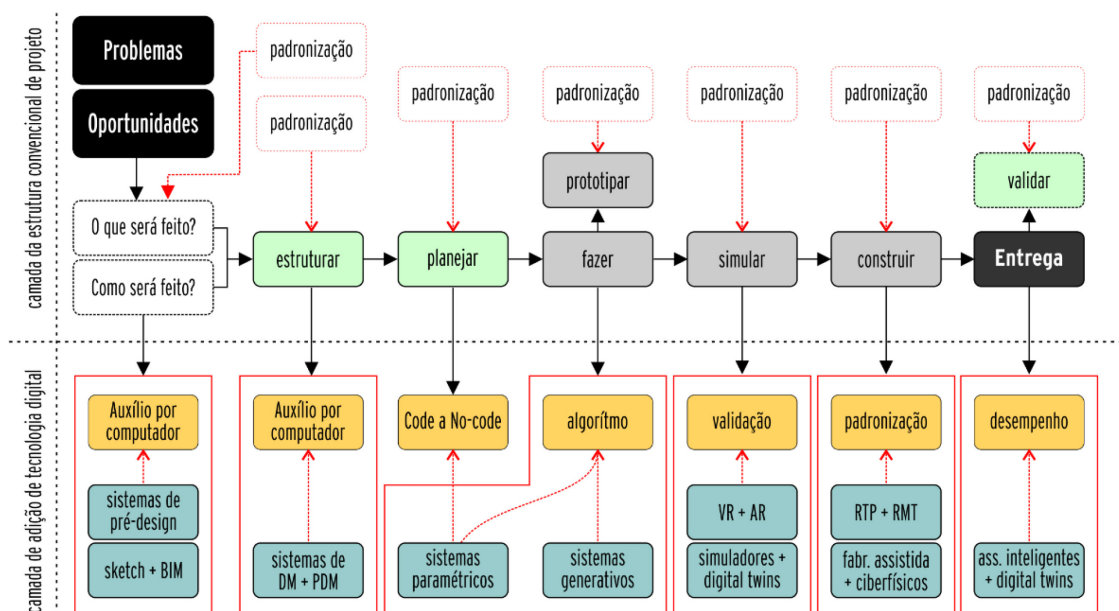 camada da estrutura convencional de projeto
Problemas
Oportunidades
padronização
padronização
padronização
padronização
padronização
padronização
padronização
prototipar
validar
O que será feito?
Como será feito?
estruturar
planejar
fazer
simular
construir
Entrega
camada de adição de tecnologia digital
Auxílio por
computador
Auxílio por
computador
Code a No-code
algorítmo
validação
padronização
desempenho
sistemas de
pré-design
sketch + BIM
sistemas de
DM + PDM
sistemas
paramétricos
sistemas
generativos
VR + AR
simuladores +
digital twins
RTP + RMT
fabr. assistida
+ ciberfísicos
ass. inteligentes
+ digital twins